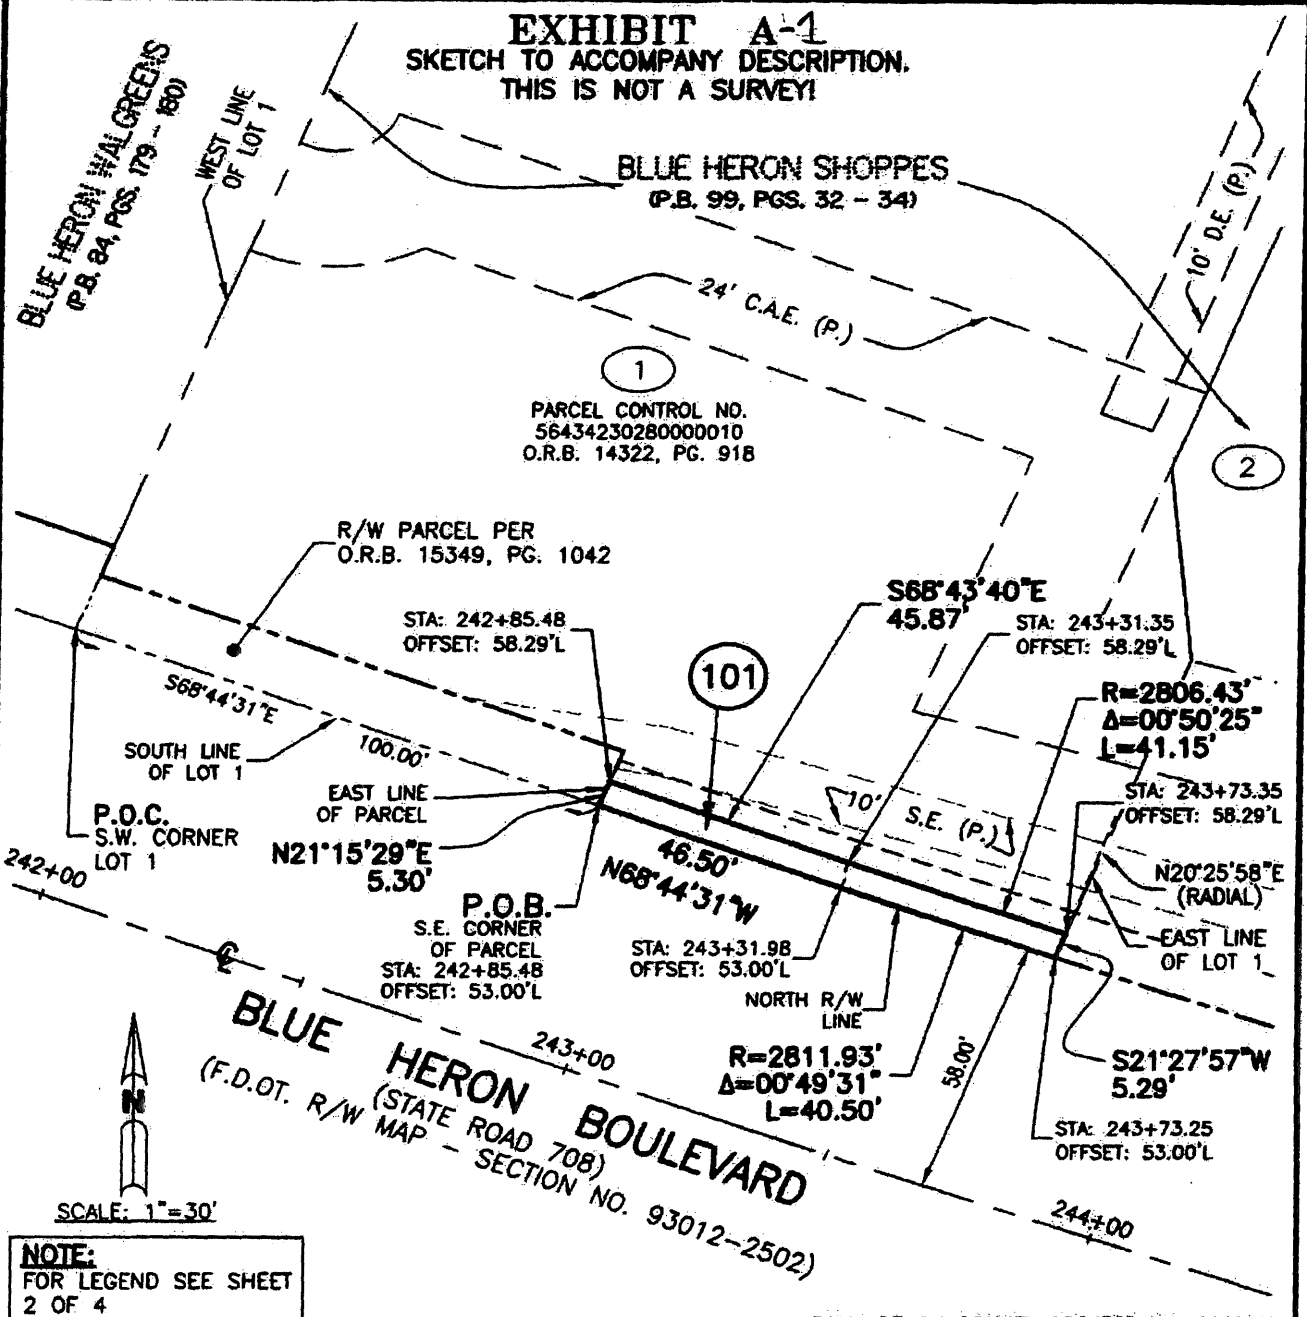 EXHIBIT A-1
SKETCH TO ACCOMPANY DESCRIPTION.
THIS IS NOT A SURVEY!
BLUE HERON WALGREENS
(P.B. 84, PGS. 179 - 180)
WEST LINE
OF LOT 1
BLUE HERON SHOPPES
(P.B. 99, PGS. 32 - 34)
10' D.E. (P.)
24' C.A.E. (P.)
1
PARCEL CONTROL NO.
56434230280000010
O.R.B. 14322, PG. 918
2
R/W PARCEL PER
O.R.B. 15349, PG. 1042
STA: 242+85.48
OFFSET: 58.29'L
S68°43'40"E
45.87'
STA: 243+31.35
OFFSET: 58.29'L
101
R=2806.43'
Δ=00°50'25"
L=41.15'
S68°44'31"E
100.00'
SOUTH LINE
OF LOT 1
EAST LINE
OF PARCEL
10'
S.E. (P.)
STA: 243+73.35
OFFSET: 58.29'L
P.O.C.
S.W. CORNER
LOT 1
N21°15'29"E
5.30'
46.50'
N68°44'31"W
N20°25'58"E
(RADIAL)
242+00
P.O.B.
S.E. CORNER
OF PARCEL
STA: 242+85.48
OFFSET: 53.00'L
STA: 243+31.98
OFFSET: 53.00'L
EAST LINE
OF LOT 1
NORTH R/W
LINE
℄
243+00
R=2811.93'
Δ=00°49'31"
L=40.50'
58.00'
S21°27'57"W
5.29'
STA: 243+73.25
OFFSET: 53.00'L
BLUE HERON BOULEVARD
(STATE ROAD 708)
(F.D.OT. R/W MAP - SECTION NO. 93012-2502)
244+00
N
SCALE: 1"=30'
NOTE:
FOR LEGEND SEE SHEET
2 OF 4